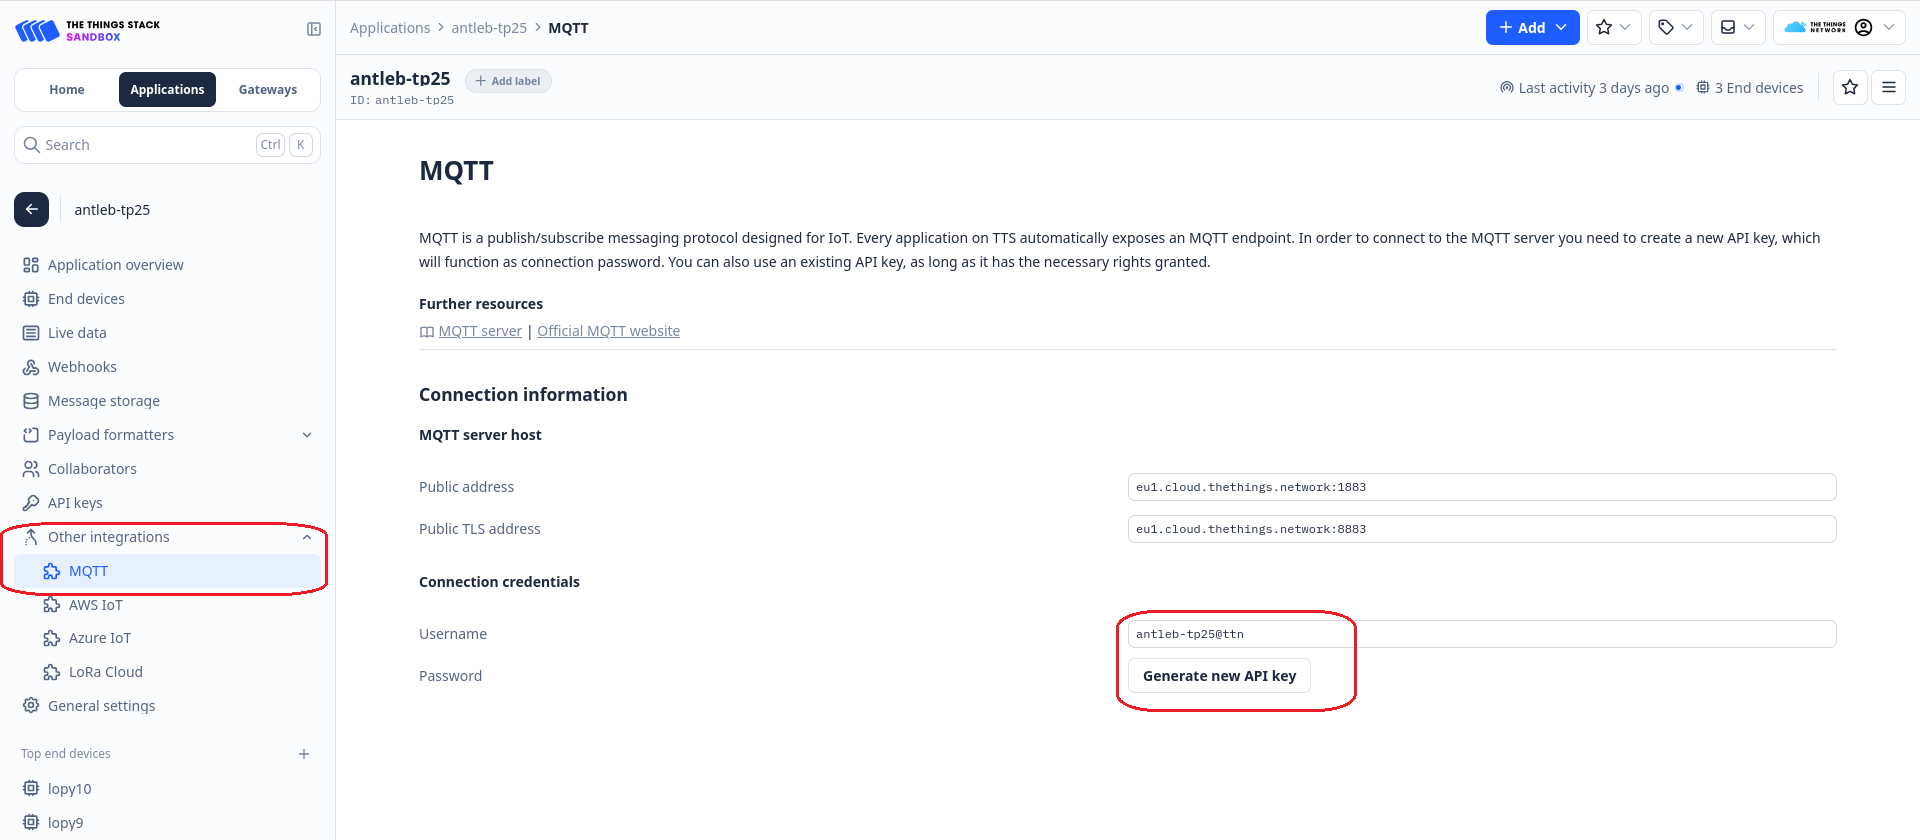 THE THINGS STACK
SANDBOX
Home
Applications
Gateways
Search
Ctrl
K
antleb-tp25
Application overview
End devices
Live data
Webhooks
Message storage
Payload formatters
Collaborators
API keys
Other integrations
MQTT
AWS IoT
Azure IoT
LoRa Cloud
General settings
Top end devices
lopy10
lopy9
Applications > antleb-tp25 > MQTT
Add
THE THINGS
NETWORK
antleb-tp25
Add label
ID: antleb-tp25
Last activity 3 days ago
3 End devices
MQTT
MQTT is a publish/subscribe messaging protocol designed for IoT. Every application on TTS automatically exposes an MQTT endpoint. In order to connect to the MQTT server you need to create a new API key, which
will function as connection password. You can also use an existing API key, as long as it has the necessary rights granted.
Further resources
MQTT server | Official MQTT website
Connection information
MQTT server host
Public address
eu1.cloud.thethings.network:1883
Public TLS address
eu1.cloud.thethings.network:8883
Connection credentials
Username
antleb-tp25@ttn
Password
Generate new API key